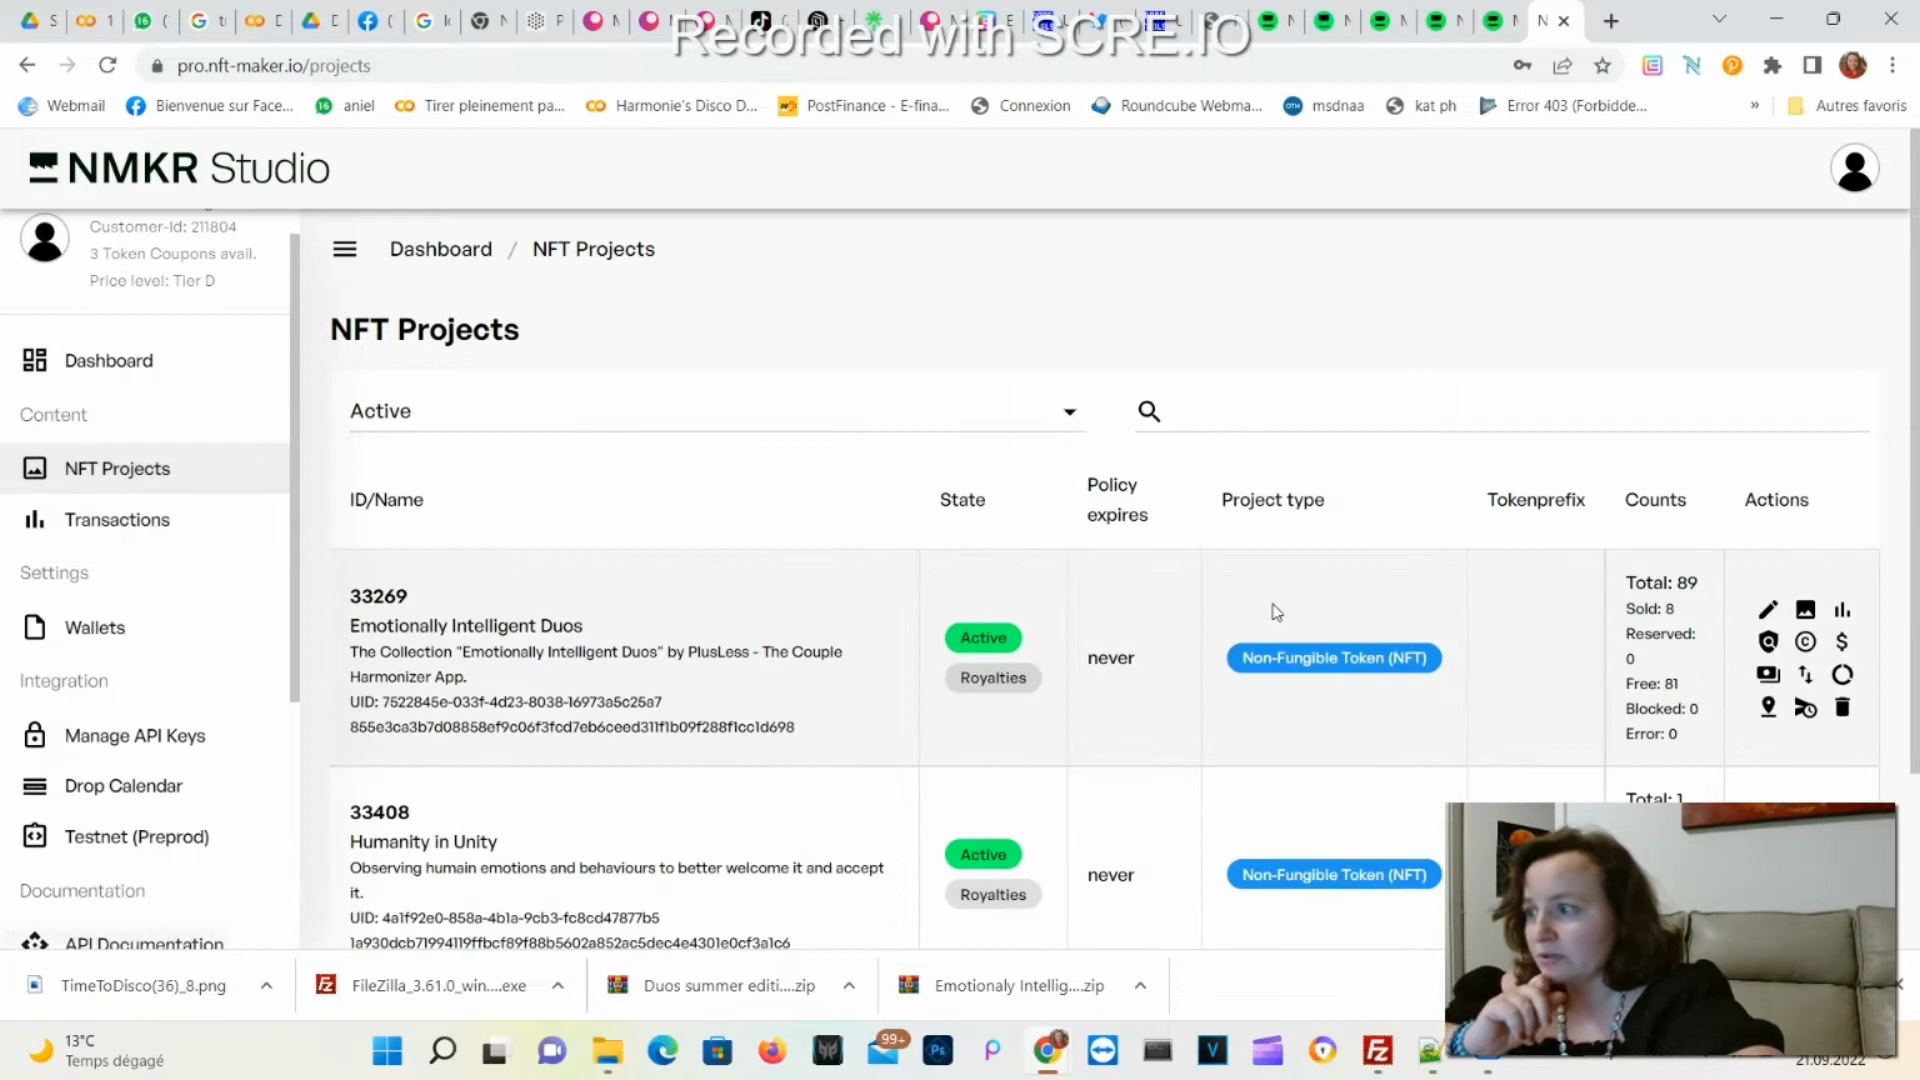 Recorded with SCRE.IO
pro.nft-maker.io/projects
Webmail
Bienvenue sur Face...
aniel
Tirer pleinement pa...
Harmonie's Disco D...
PostFinance - E-fina...
Connexion
Roundcube Webma...
msdnaa
kat ph
Error 403 (Forbidde...
»
Autres favoris
NMKR Studio
Customer-Id: 211804
3 Token Coupons avail.
Price level: Tier D
Dashboard
Content
NFT Projects
Transactions
Settings
Wallets
Integration
Manage API Keys
Drop Calendar
Testnet (Preprod)
Documentation
API Documentation
Dashboard / NFT Projects
NFT Projects
Active
ID/Name
State
Policy
expires
Project type
Tokenprefix
Counts
Actions
33269
Emotionally Intelligent Duos
The Collection "Emotionally Intelligent Duos" by PlusLess - The Couple
Harmonizer App.
UID: 7522845e-033f-4d23-8038-16973a5c25a7
855e3ca3b7d08858ef9c06f3fcd7eb6ceed311f1b09f288f1cc1d698
Active
Royalties
never
Non-Fungible Token (NFT)
Total: 89
Sold: 8
Reserved:
0
Free: 81
Blocked: 0
Error: 0
33408
Humanity in Unity
Observing humain emotions and behaviours to better welcome it and accept
it.
UID: 4a1f92e0-858a-4b1a-9cb3-fc8cd47877b5
1a930dcb71994119ffbcf89f88b5602a852ac5dec4e4301e0cf3a1c6
Active
Royalties
never
Non-Fungible Token (NFT)
Total: 1
TimeToDisco(36)_8.png
FileZilla_3.61.0_win....exe
Duos summer editi....zip
Emotionaly Intellig....zip
13°C
Temps dégagé
99+
21.09.2022